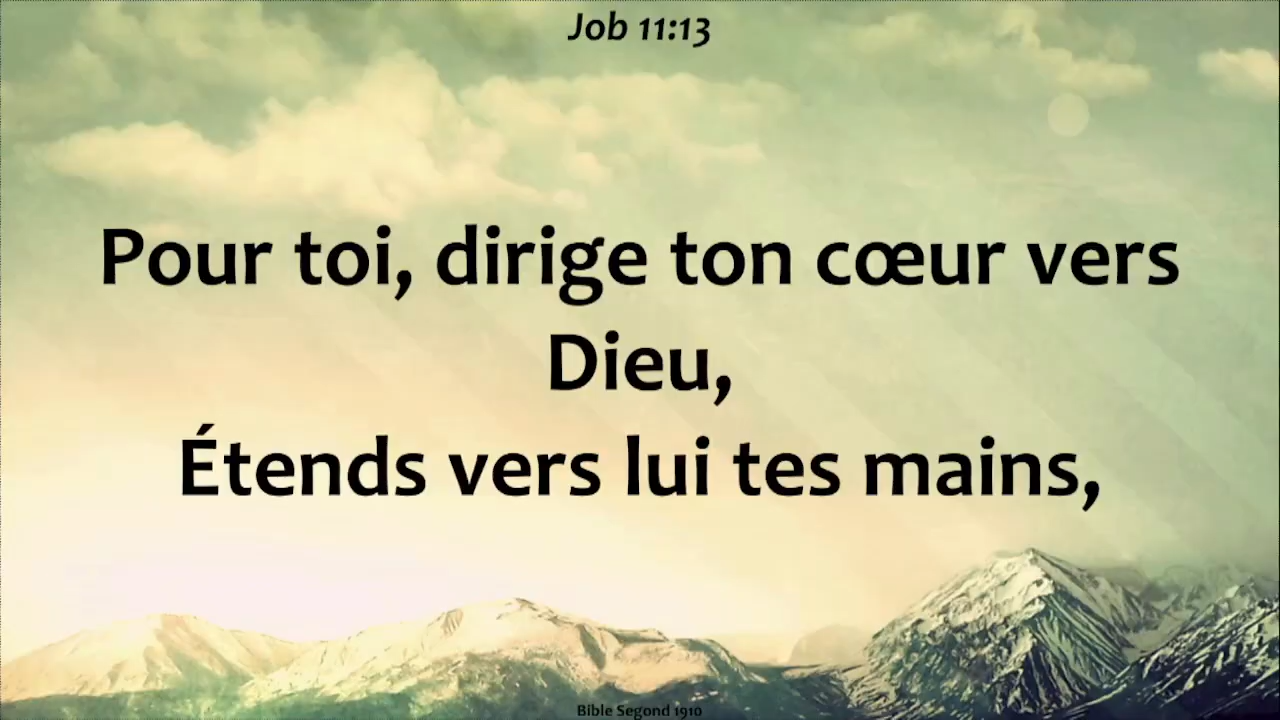 Job 11:13
Pour toi, dirige ton cœur vers
Dieu,
Étends vers lui tes mains,
Bible Segond 1910